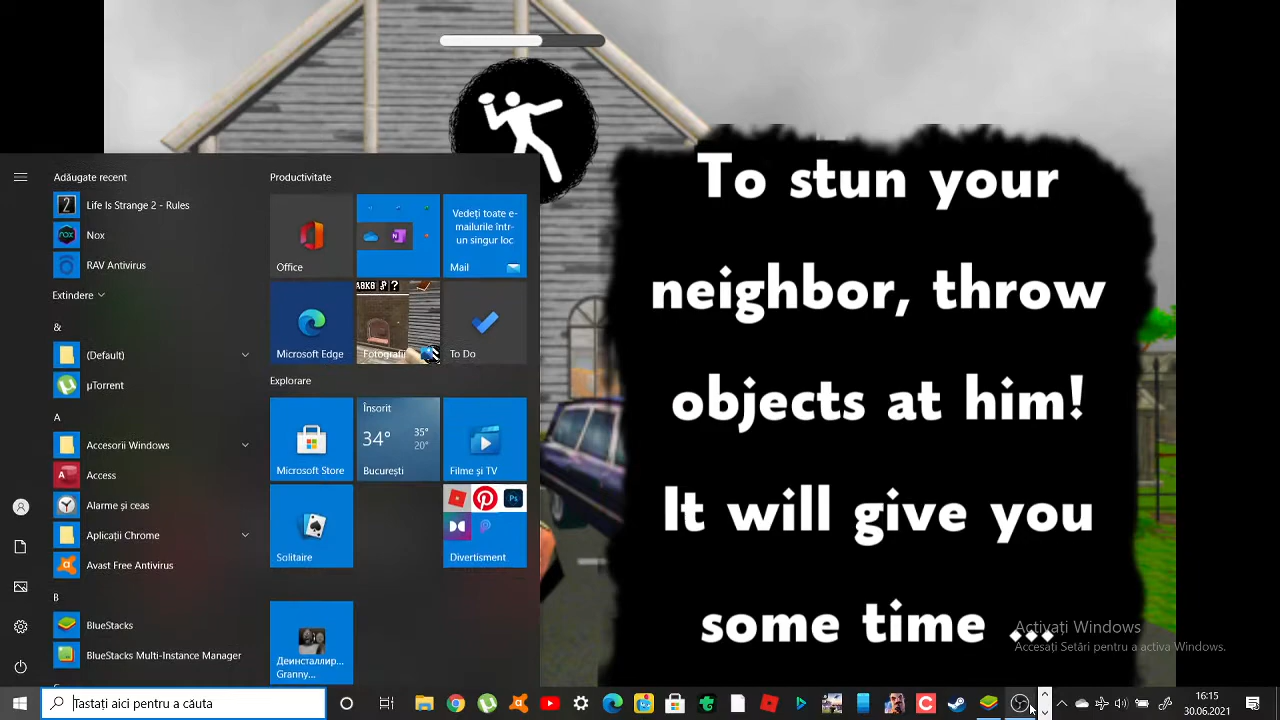 To stun your
neighbor, throw
objects at him!
It will give you
some time ...
Adăugate recent
Life Is Strange 2 - Rules
Nox
RAV Antivirus
Extindere
&
(Default)
µTorrent
A
Accesorii Windows
Access
Alarme și ceas
Aplicații Chrome
Avast Free Antivirus
B
BlueStacks
BlueStacks Multi-Instance Manager
Productivitate
Office
Vedeți toate e-
mailurile într-
un singur loc
Mail
Microsoft Edge
Fotografii
To Do
Explorare
Microsoft Store
Însorit
34°
35°
20°
București
Filme și TV
Solitaire
Ps
Divertisment
Деинсталлир...
Granny...
Activați Windows
Accesați Setări pentru a activa Windows.
Tastați aici pentru a căuta
16:15
30.06.2021